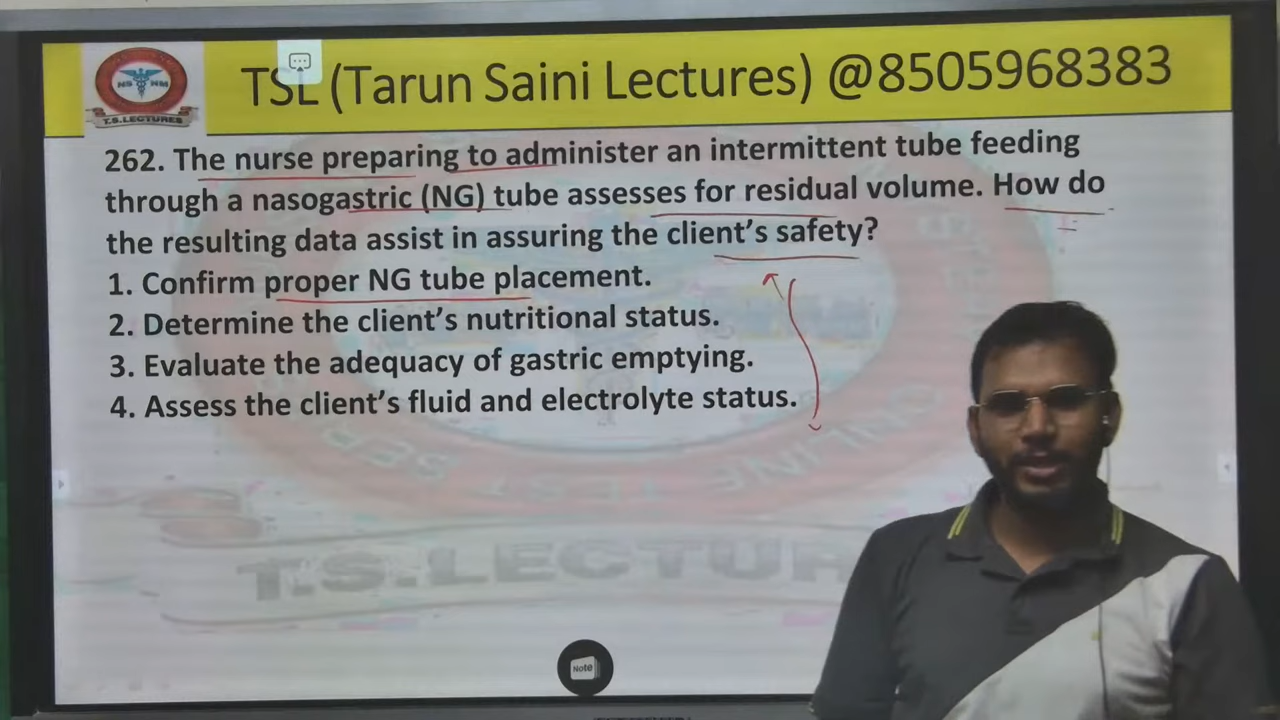 TSL (Tarun Saini Lectures) @8505968383
NS NM
T.S.LECTURES
262. The nurse preparing to administer an intermittent tube feeding
through a nasogastric (NG) tube assesses for residual volume. How do
the resulting data assist in assuring the client's safety?
1. Confirm proper NG tube placement.
2. Determine the client's nutritional status.
3. Evaluate the adequacy of gastric emptying.
4. Assess the client's fluid and electrolyte status.
T.S.LECTUR
Note